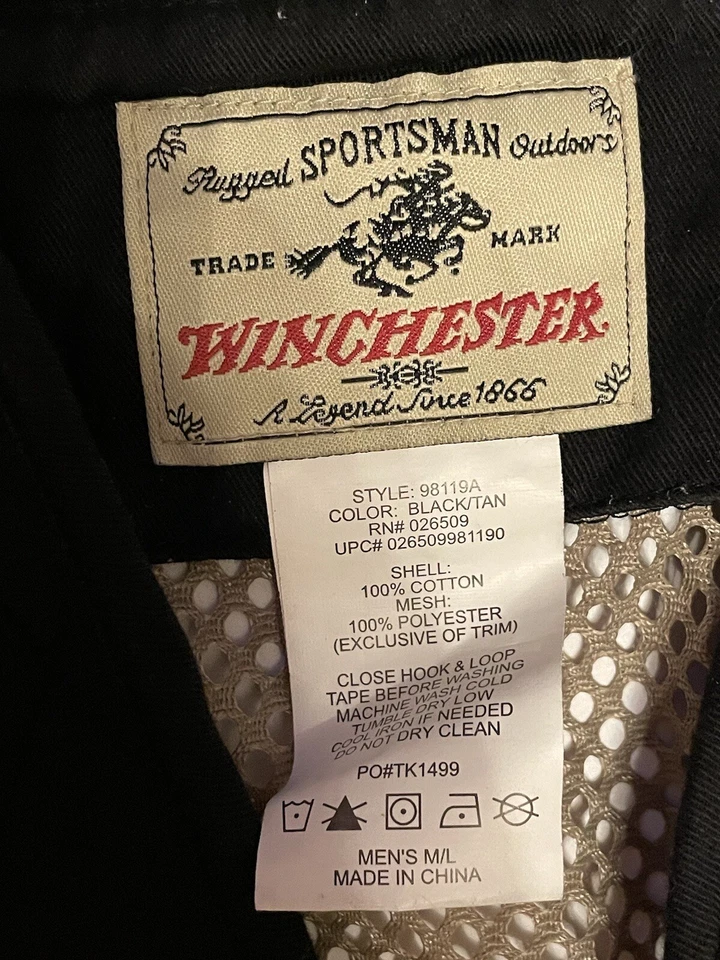 Rugged SPORTSMAN Outdoors
TRADE MARK
WINCHESTER
A Legend Since 1866
STYLE: 98119A
COLOR: BLACK/TAN
RN# 026509
UPC# 026509981190
SHELL:
100% COTTON
MESH:
100% POLYESTER
(EXCLUSIVE OF TRIM)
CLOSE HOOK & LOOP
TAPE BEFORE WASHING
MACHINE WASH COLD
TUMBLE DRY LOW
COOL IRON IF NEEDED
DO NOT DRY CLEAN
PO#TK1499
MEN'S M/L
MADE IN CHINA